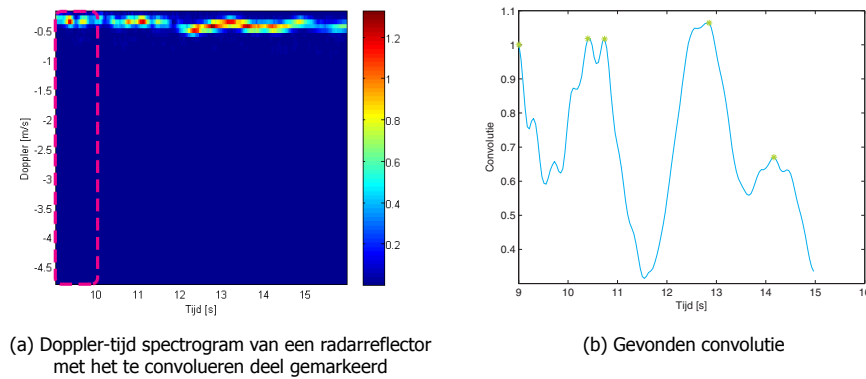 -0.5
-1
-1.5
-2
-2.5
-3
-3.5
-4
-4.5
Doppler [m/s]
10 11 12 13 14 15
Tijd [s]
1.2
1
0.8
0.6
0.4
0.2
(a) Doppler-tijd spectrogram van een radarreflector
met het te convolueren deel gemarkeerd
1.1
1
0.9
0.8
0.7
0.6
0.5
0.4
Convolutie
9 10 11 12 13 14 15 16
Tijd [s]
(b) Gevonden convolutie